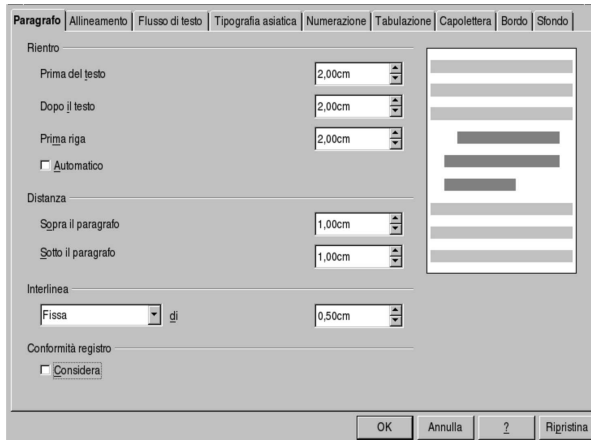 Paragrafo Allineamento Flusso di testo Tipografia asiatica Numerazione Tabulazione Capolettera Bordo Sfondo
Rientro
Prima del testo 2,00cm
Dopo il testo 2,00cm
Prima riga 2,00cm
Automatico
Distanza
Sopra il paragrafo 1,00cm
Sotto il paragrafo 1,00cm
Interlinea
Fissa di 0,50cm
Conformità registro
Considera
OK Annulla ? Ripristina